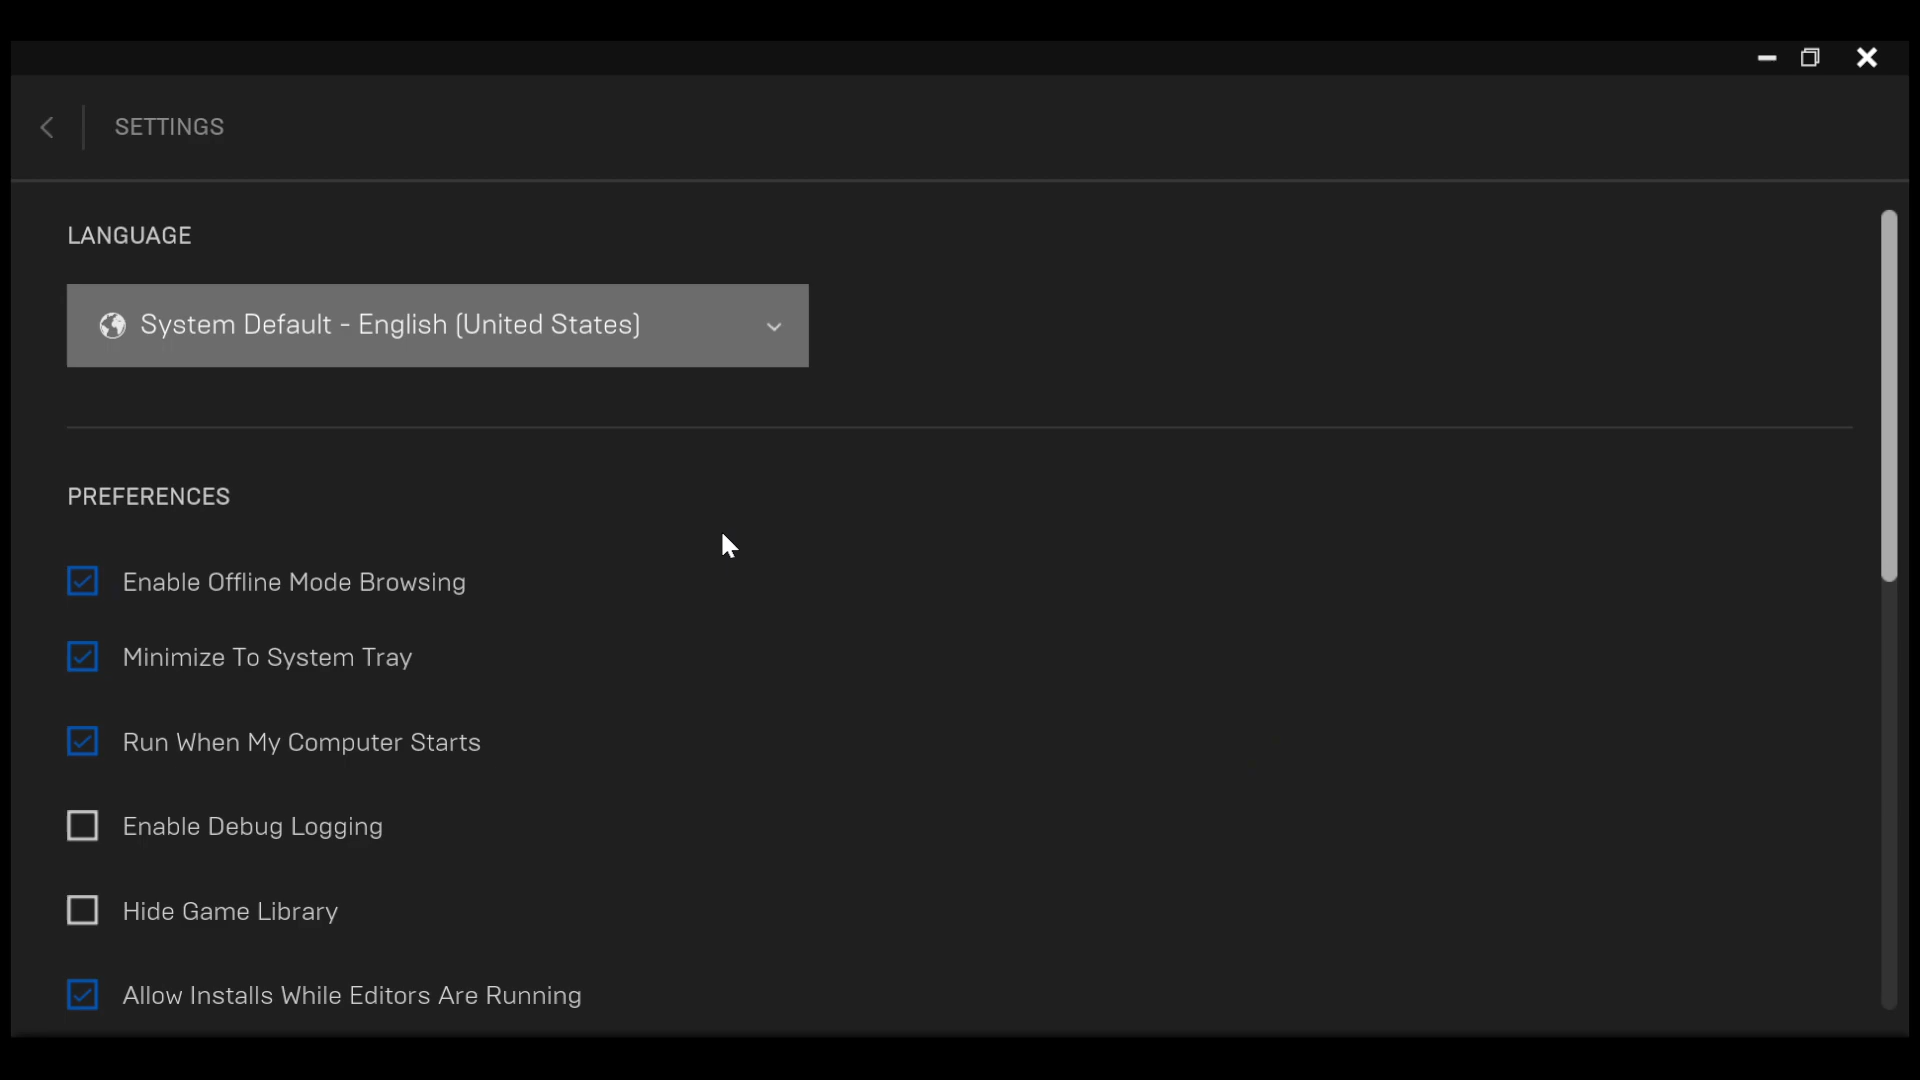 SETTINGS
LANGUAGE
System Default - English (United States)
PREFERENCES
Enable Offline Mode Browsing
Minimize To System Tray
Run When My Computer Starts
Enable Debug Logging
Hide Game Library
Allow Installs While Editors Are Running